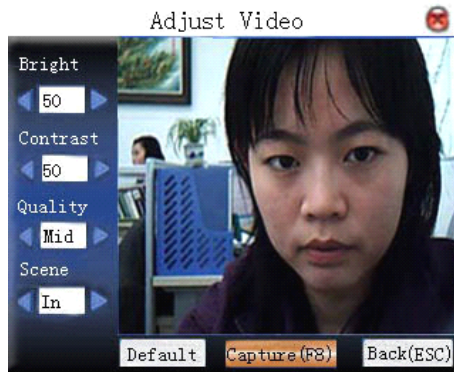 Adjust Video
Bright
50
Contrast
50
Quality
Mid
Scene
In
Default Capture(F8) Back(ESC)